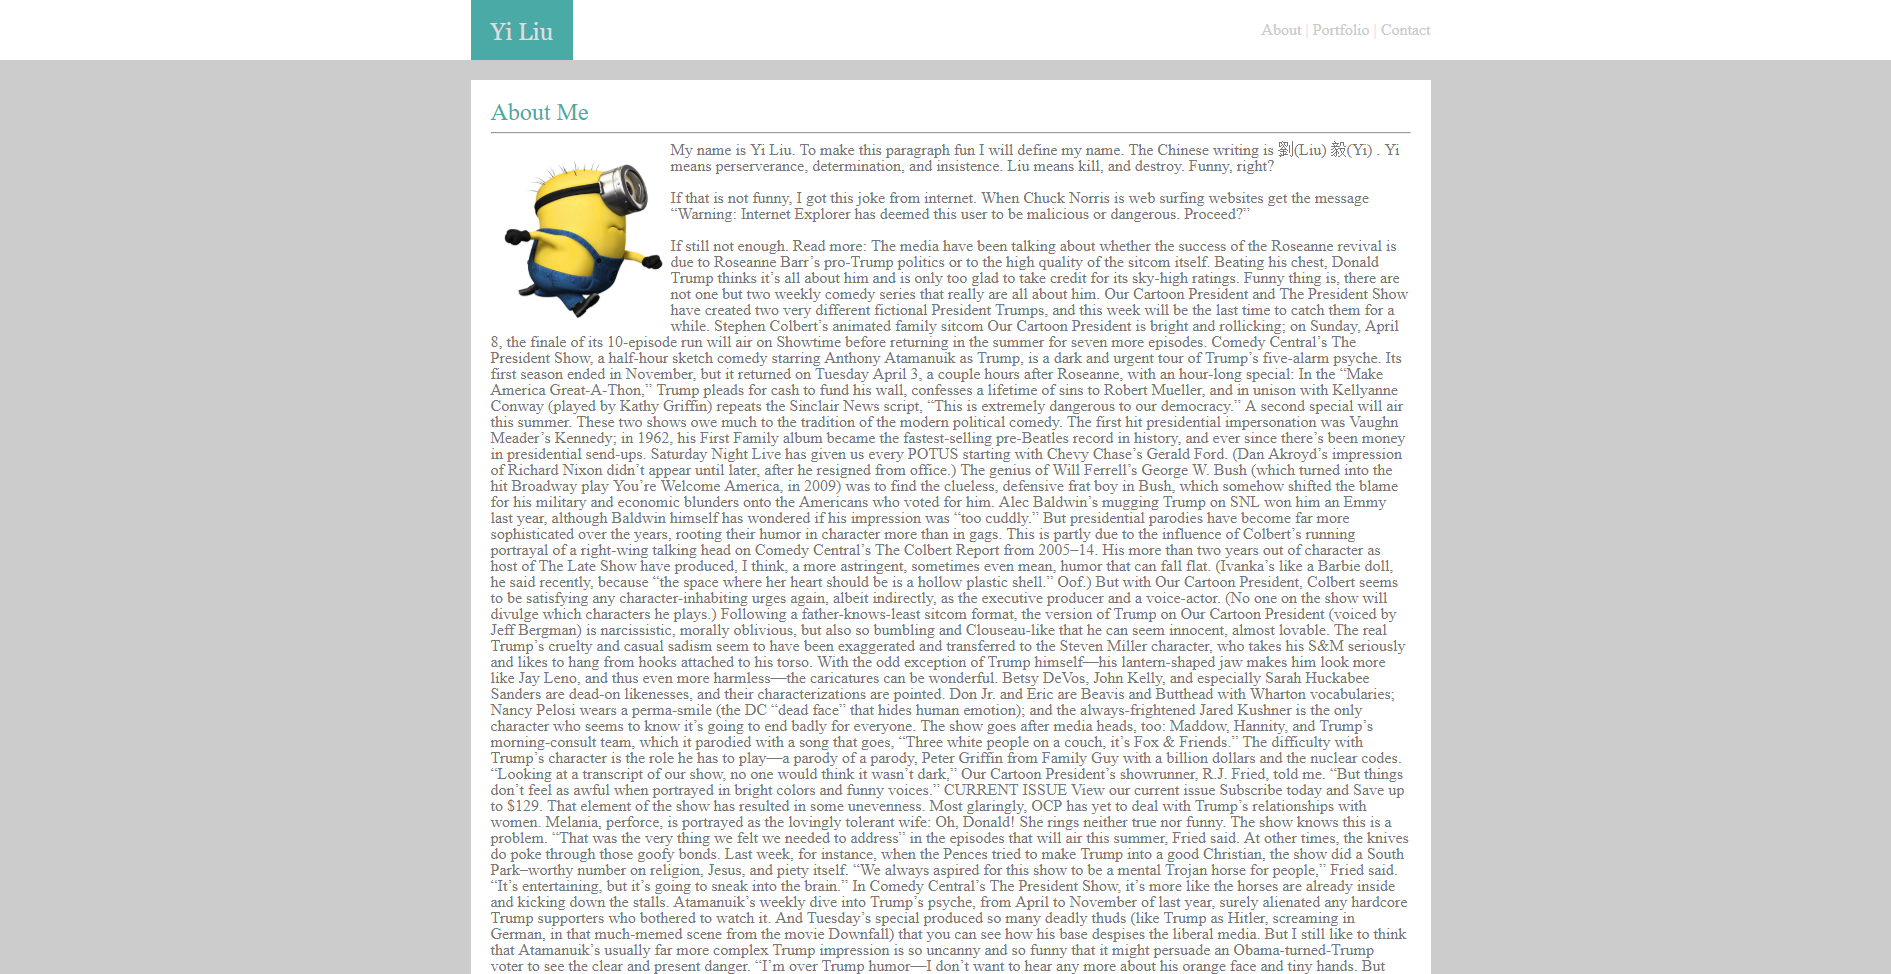 Yi Liu
About | Portfolio | Contact
About Me
My name is Yi Liu. To make this paragraph fun I will define my name. The Chinese writing is 劉(Liu) 毅(Yi) . Yi
means perserverance, determination, and insistence. Liu means kill, and destroy. Funny, right?
If that is not funny, I got this joke from internet. When Chuck Norris is web surfing websites get the message
“Warning: Internet Explorer has deemed this user to be malicious or dangerous. Proceed?”
If still not enough. Read more: The media have been talking about whether the success of the Roseanne revival is
due to Roseanne Barr’s pro-Trump politics or to the high quality of the sitcom itself. Beating his chest, Donald
Trump thinks it’s all about him and is only too glad to take credit for its sky-high ratings. Funny thing is, there are
not one but two weekly comedy series that really are all about him. Our Cartoon President and The President Show
have created two very different fictional President Trumps, and this week will be the last time to catch them for a
while. Stephen Colbert’s animated family sitcom Our Cartoon President is bright and rollicking; on Sunday, April
8, the finale of its 10-episode run will air on Showtime before returning in the summer for seven more episodes. Comedy Central’s The
President Show, a half-hour sketch comedy starring Anthony Atamanuik as Trump, is a dark and urgent tour of Trump’s five-alarm psyche. Its
first season ended in November, but it returned on Tuesday April 3, a couple hours after Roseanne, with an hour-long special: In the “Make
America Great-A-Thon,” Trump pleads for cash to fund his wall, confesses a lifetime of sins to Robert Mueller, and in unison with Kellyanne
Conway (played by Kathy Griffin) repeats the Sinclair News script, “This is extremely dangerous to our democracy.” A second special will air
this summer. These two shows owe much to the tradition of the modern political comedy. The first hit presidential impersonation was Vaughn
Meader’s Kennedy; in 1962, his First Family album became the fastest-selling pre-Beatles record in history, and ever since there’s been money
in presidential send-ups. Saturday Night Live has given us every POTUS starting with Chevy Chase’s Gerald Ford. (Dan Akroyd’s impression
of Richard Nixon didn’t appear until later, after he resigned from office.) The genius of Will Ferrell’s George W. Bush (which turned into the
hit Broadway play You’re Welcome America, in 2009) was to find the clueless, defensive frat boy in Bush, which somehow shifted the blame
for his military and economic blunders onto the Americans who voted for him. Alec Baldwin’s mugging Trump on SNL won him an Emmy
last year, although Baldwin himself has wondered if his impression was “too cuddly.” But presidential parodies have become far more
sophisticated over the years, rooting their humor in character more than in gags. This is partly due to the influence of Colbert’s running
portrayal of a right-wing talking head on Comedy Central’s The Colbert Report from 2005–14. His more than two years out of character as
host of The Late Show have produced, I think, a more astringent, sometimes even mean, humor that can fall flat. (Ivanka’s like a Barbie doll,
he said recently, because “the space where her heart should be is a hollow plastic shell.” Oof.) But with Our Cartoon President, Colbert seems
to be satisfying any character-inhabiting urges again, albeit indirectly, as the executive producer and a voice-actor. (No one on the show will
divulge which characters he plays.) Following a father-knows-least sitcom format, the version of Trump on Our Cartoon President (voiced by
Jeff Bergman) is narcissistic, morally oblivious, but also so bumbling and Clouseau-like that he can seem innocent, almost lovable. The real
Trump’s cruelty and casual sadism seem to have been exaggerated and transferred to the Steven Miller character, who takes his S&M seriously
and likes to hang from hooks attached to his torso. With the odd exception of Trump himself—his lantern-shaped jaw makes him look more
like Jay Leno, and thus even more harmless—the caricatures can be wonderful. Betsy DeVos, John Kelly, and especially Sarah Huckabee
Sanders are dead-on likenesses, and their characterizations are pointed. Don Jr. and Eric are Beavis and Butthead with Wharton vocabularies;
Nancy Pelosi wears a perma-smile (the DC “dead face” that hides human emotion); and the always-frightened Jared Kushner is the only
character who seems to know it’s going to end badly for everyone. The show goes after media heads, too: Maddow, Hannity, and Trump’s
morning-consult team, which it parodied with a song that goes, “Three white people on a couch, it’s Fox & Friends.” The difficulty with
Trump’s character is the role he has to play—a parody of a parody, Peter Griffin from Family Guy with a billion dollars and the nuclear codes.
“Looking at a transcript of our show, no one would think it wasn’t dark,” Our Cartoon President’s showrunner, R.J. Fried, told me. “But things
don’t feel as awful when portrayed in bright colors and funny voices.” CURRENT ISSUE View our current issue Subscribe today and Save up
to $129. That element of the show has resulted in some unevenness. Most glaringly, OCP has yet to deal with Trump’s relationships with
women. Melania, perforce, is portrayed as the lovingly tolerant wife: Oh, Donald! She rings neither true nor funny. The show knows this is a
problem. “That was the very thing we felt we needed to address” in the episodes that will air this summer, Fried said. At other times, the knives
do poke through those goofy bonds. Last week, for instance, when the Pences tried to make Trump into a good Christian, the show did a South
Park–worthy number on religion, Jesus, and piety itself. “We always aspired for this show to be a mental Trojan horse for people,” Fried said.
“It’s entertaining, but it’s going to sneak into the brain.” In Comedy Central’s The President Show, it’s more like the horses are already inside
and kicking down the stalls. Atamanuik’s weekly dive into Trump’s psyche, from April to November of last year, surely alienated any hardcore
Trump supporters who bothered to watch it. And Tuesday’s special produced so many deadly thuds (like Trump as Hitler, screaming in
German, in that much-memed scene from the movie Downfall) that you can see how his base despises the liberal media. But I still like to think
that Atamanuik’s usually far more complex Trump impression is so uncanny and so funny that it might persuade an Obama-turned-Trump
voter to see the clear and present danger. “I’m over Trump humor—I don’t want to hear any more about his orange face and tiny hands. But